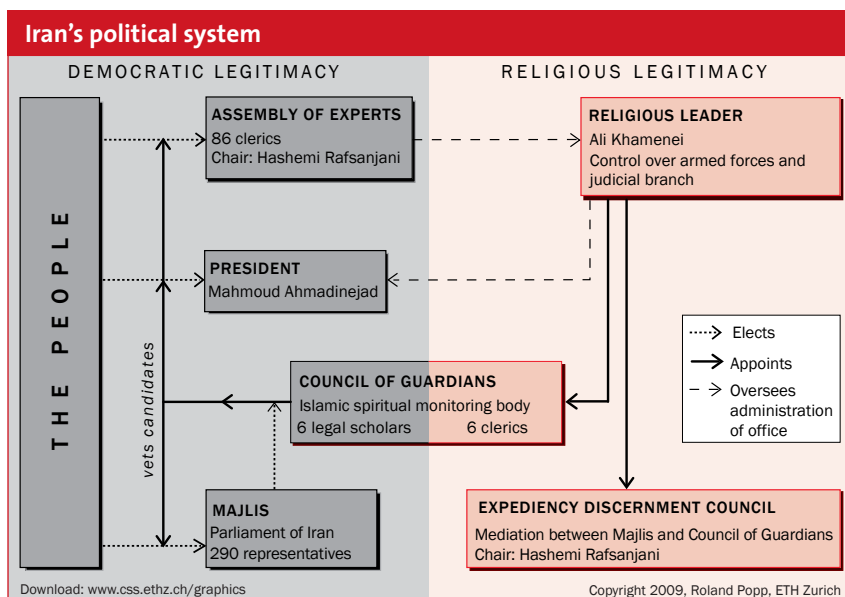 Iran's political system
DEMOCRATIC LEGITIMACY
RELIGIOUS LEGITIMACY
THE PEOPLE
ASSEMBLY OF EXPERTS
86 clerics
Chair: Hashemi Rafsanjani
RELIGIOUS LEADER
Ali Khamenei
Control over armed forces and
judicial branch
PRESIDENT
Mahmoud Ahmadinejad
vets candidates
COUNCIL OF GUARDIANS
Islamic spiritual monitoring body
6 legal scholars 6 clerics
Elects
Appoints
Oversees
administration
of office
MAJLIS
Parliament of Iran
290 representatives
EXPEDIENCY DISCERNMENT COUNCIL
Mediation between Majlis and Council of Guardians
Chair: Hashemi Rafsanjani
Download: www.css.ethz.ch/graphics
Copyright 2009, Roland Popp, ETH Zurich